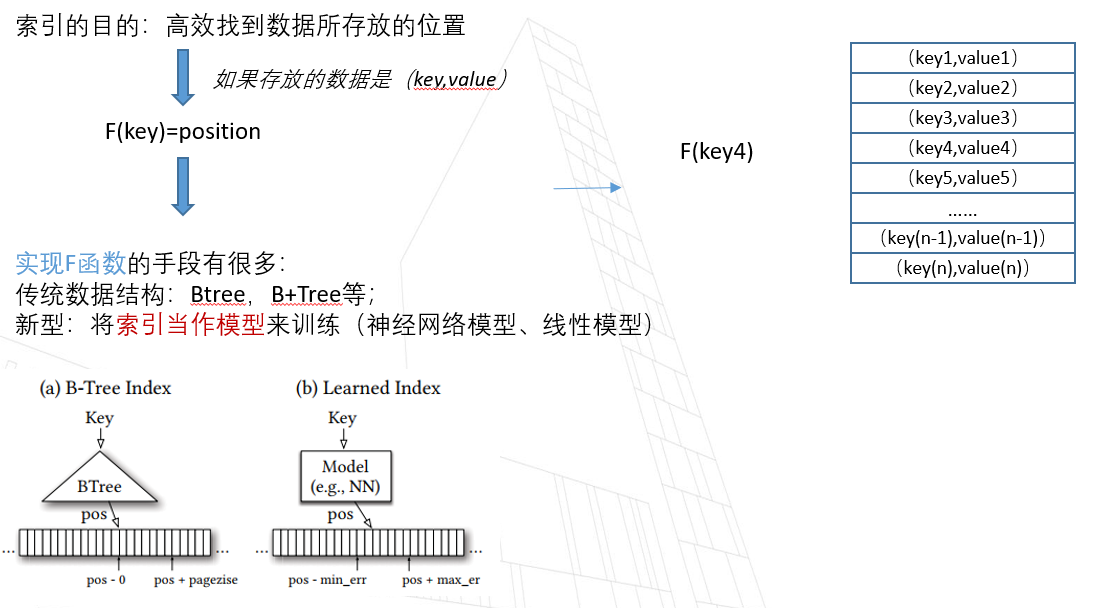 索引的目的：高效找到数据所存放的位置
如果存放的数据是（key,value）
F(key)=position
实现F函数的手段有很多：
传统数据结构：Btree，B+Tree等；
新型：将索引当作模型来训练（神经网络模型、线性模型）
F(key4)
（key1,value1）
（key2,value2）
（key3,value3）
（key4,value4）
（key5,value5）
……
（key(n-1),value(n-1)）
（key(n),value(n)）
(a) B-Tree Index
Key
BTree
pos
... ...
pos - 0 pos + pagezise
(b) Learned Index
Key
Model
(e.g., NN)
pos
... ...
pos - min_err pos + max_er